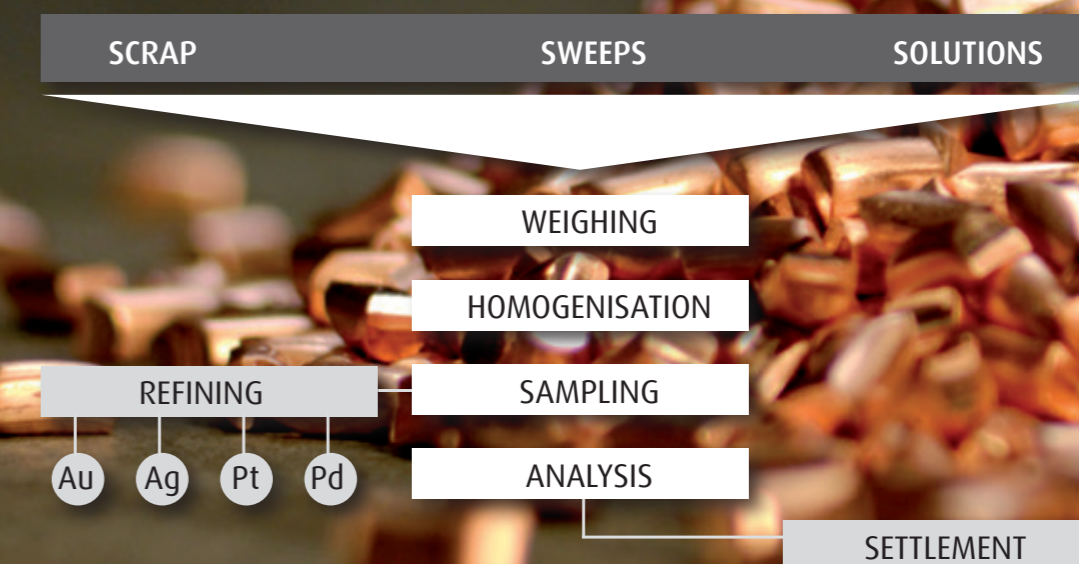 SCRAP SWEEPS SOLUTIONS
WEIGHING
HOMOGENISATION
REFINING SAMPLING
Au Ag Pt Pd
ANALYSIS
SETTLEMENT